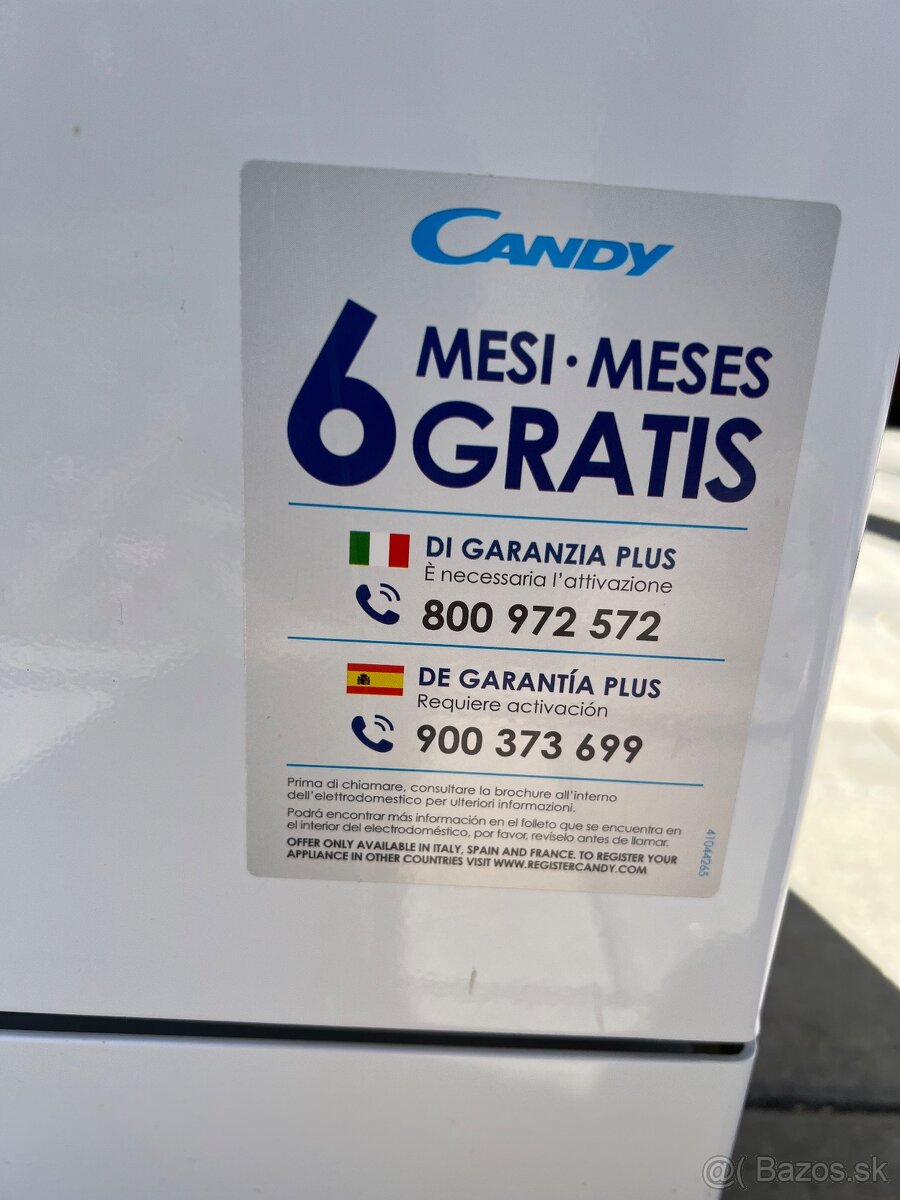 CANDY
6 MESI · MESES
GRATIS
DI GARANZIA PLUS
È necessaria l'attivazione
800 972 572
DE GARANTÍA PLUS
Requiere activación
900 373 699
Prima di chiamare, consultare la brochure all'interno
dell'elettrodomestico per ulteriori informazioni.
Podrá encontrar más información en el folleto que se encuentra en
el interior del electrodoméstico, por favor, revíselo antes de llamar.
OFFER ONLY AVAILABLE IN ITALY, SPAIN AND FRANCE. TO REGISTER YOUR
APPLIANCE IN OTHER COUNTRIES VISIT WWW.REGISTERCANDY.COM
41044265
@( Bazos.sk